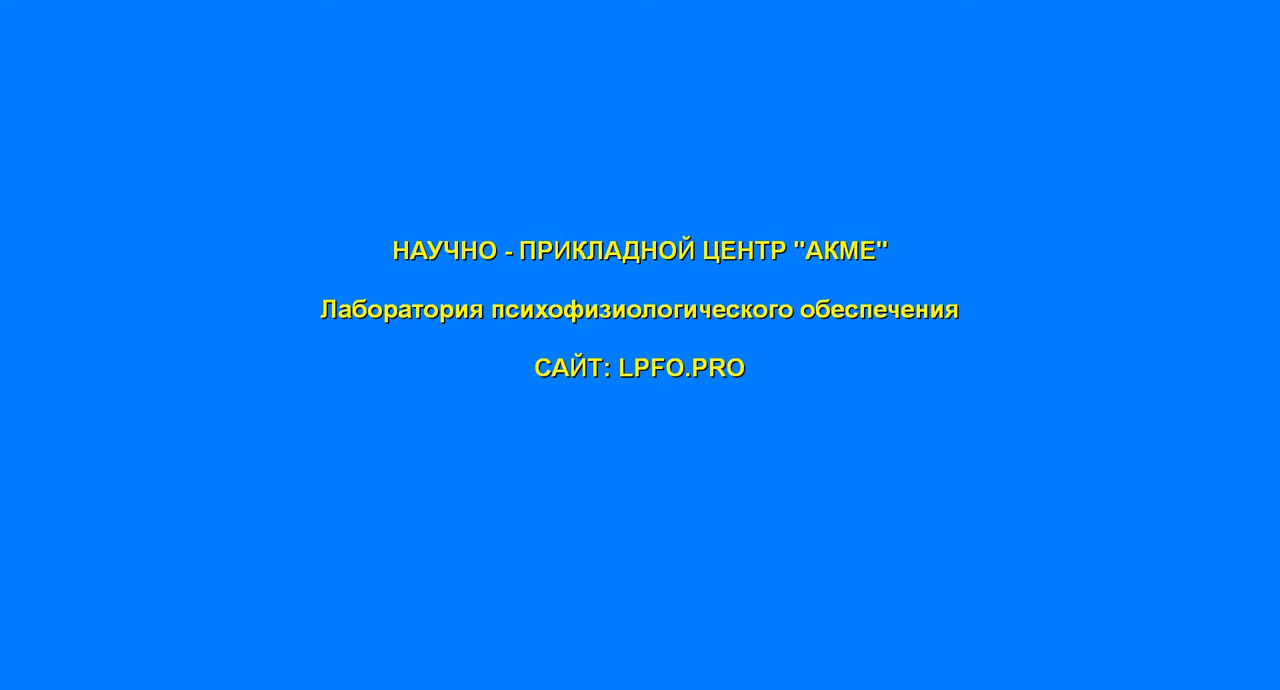 НАУЧНО - ПРИКЛАДНОЙ ЦЕНТР "АКМЕ"
Лаборатория психофизиологического обеспечения
САЙТ: LPFO.PRO